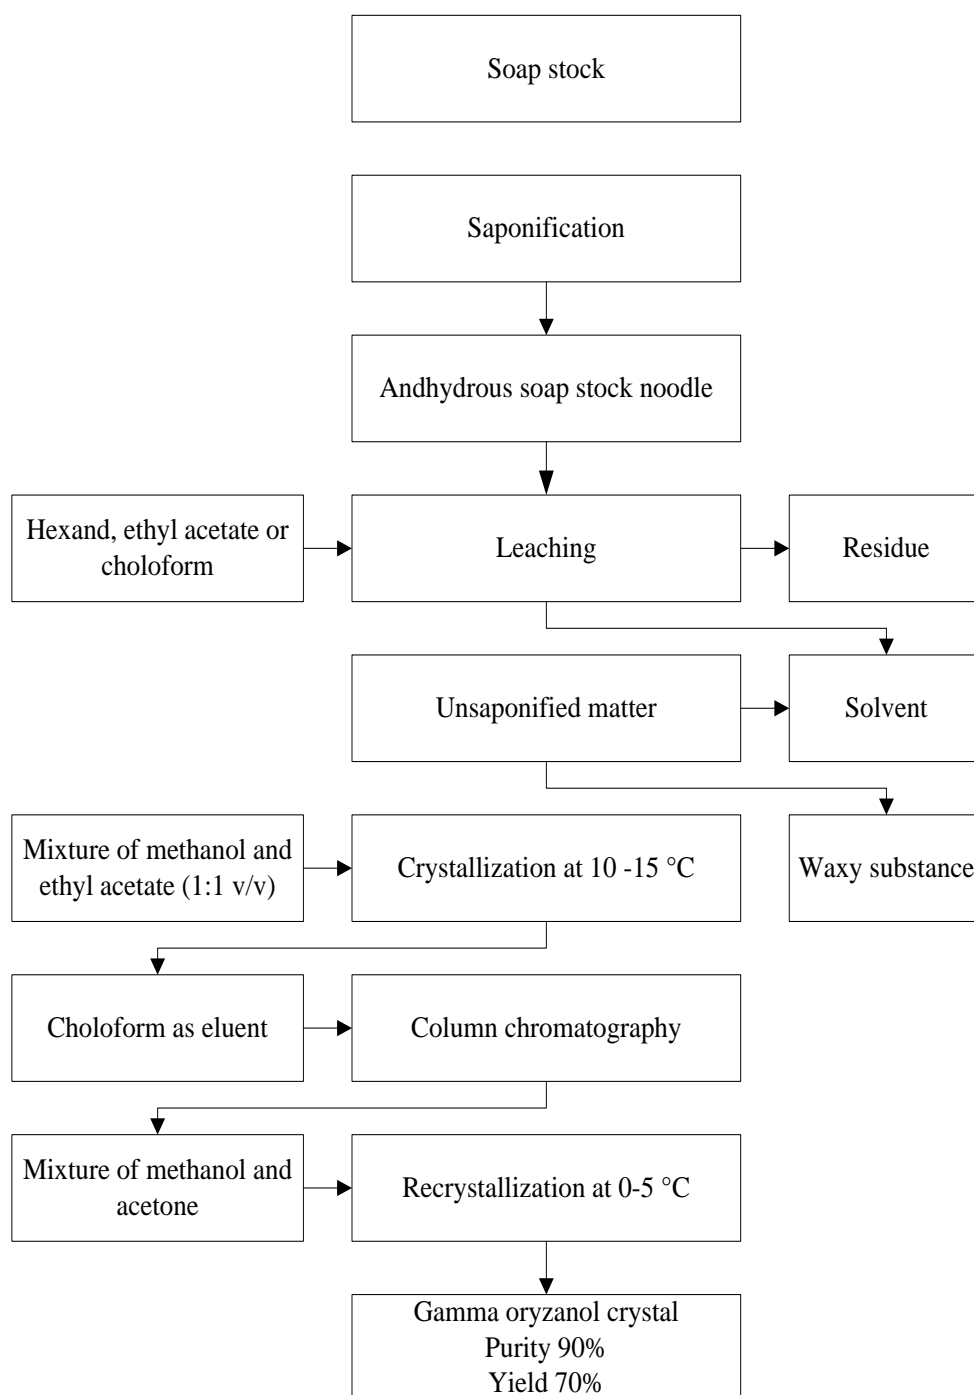 Soap stock
Saponification
Andhydrous soap stock noodle
Hexand, ethyl acetate or
choloform
Leaching
Residue
Unsaponified matter
Solvent
Mixture of methanol and
ethyl acetate (1:1 v/v)
Crystallization at 10 -15 °C
Waxy substance
Choloform as eluent
Column chromatography
Mixture of methanol and
acetone
Recrystallization at 0-5 °C
Gamma oryzanol crystal
Purity 90%
Yield 70%